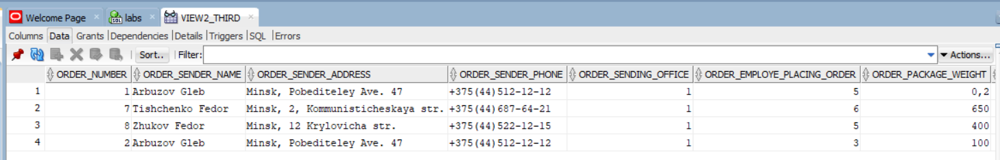 Welcome Page × SQL labs × VIEW2_THIRD ×
Columns Data Grants Dependencies Details Triggers SQL Errors
Sort.. Filter: Actions...
ORDER_NUMBER ORDER_SENDER_NAME ORDER_SENDER_ADDRESS ORDER_SENDER_PHONE ORDER_SENDING_OFFICE ORDER_EMPLOYE_PLACING_ORDER ORDER_PACKAGE_WEIGHT
1 1 Arbuzov Gleb Minsk, Pobediteley Ave. 47 +375(44)512-12-12 1 5 0,2
2 7 Tishchenko Fedor Minsk, 2, Kommunisticheskaya str. +375(44)687-64-21 1 6 650
3 8 Zhukov Fedor Minsk, 12 Krylovicha str. +375(44)522-12-15 1 5 400
4 2 Arbuzov Gleb Minsk, Pobediteley Ave. 47 +375(44)512-12-12 1 3 100